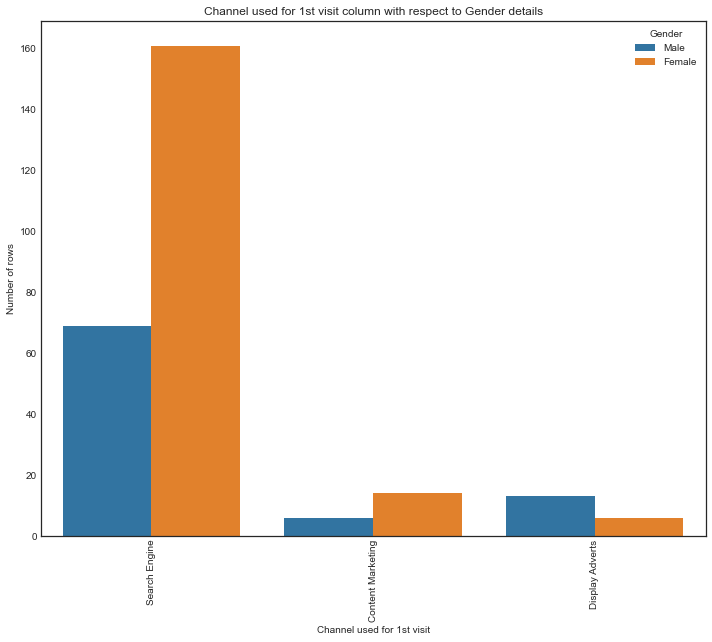 Channel used for 1st visit column with respect to Gender details
Gender
Male
Female
Number of rows
160
140
120
100
80
60
40
20
0
Search Engine
Content Marketing
Display Adverts
Channel used for 1st visit